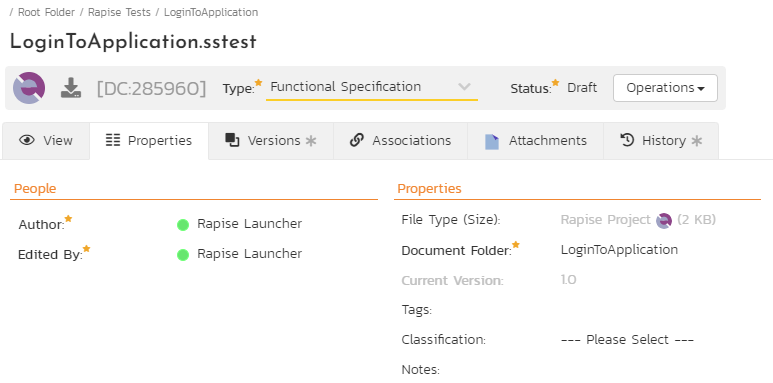 / Root Folder / Rapise Tests / LoginToApplication
LoginToApplication.sstest
[DC:285960] Type:* Functional Specification Status:* Draft Operations
View Properties Versions * Associations Attachments History *
People
Author:* Rapise Launcher
Edited By:* Rapise Launcher
Properties
File Type (Size): Rapise Project (2 KB)
Document Folder:* LoginToApplication
Current Version: 1.0
Tags:
Classification: --- Please Select ---
Notes: